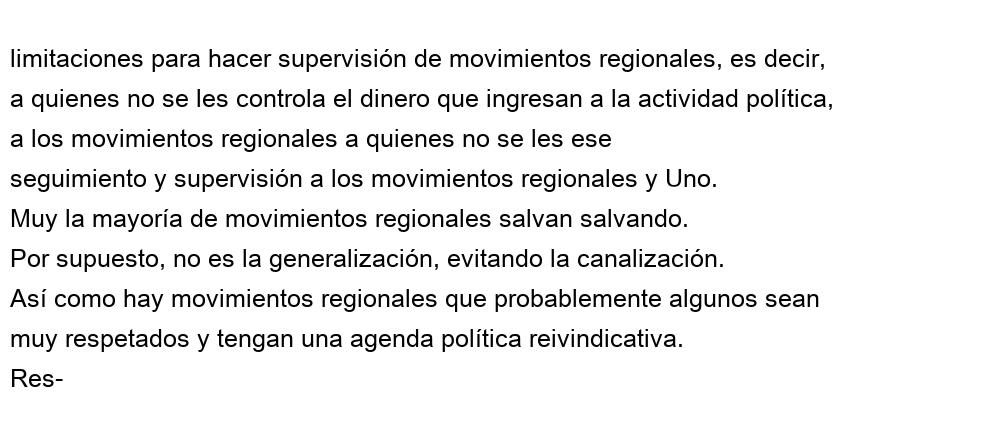 limitaciones para hacer supervisión de movimientos regionales, es decir,
a quienes no se les controla el dinero que ingresan a la actividad política,
a los movimientos regionales a quienes no se les ese
seguimiento y supervisión a los movimientos regionales y Uno.
Muy la mayoría de movimientos regionales salvan salvando.
Por supuesto, no es la generalización, evitando la canalización.
Así como hay movimientos regionales que probablemente algunos sean
muy respetados y tengan una agenda política reivindicativa.
Res-